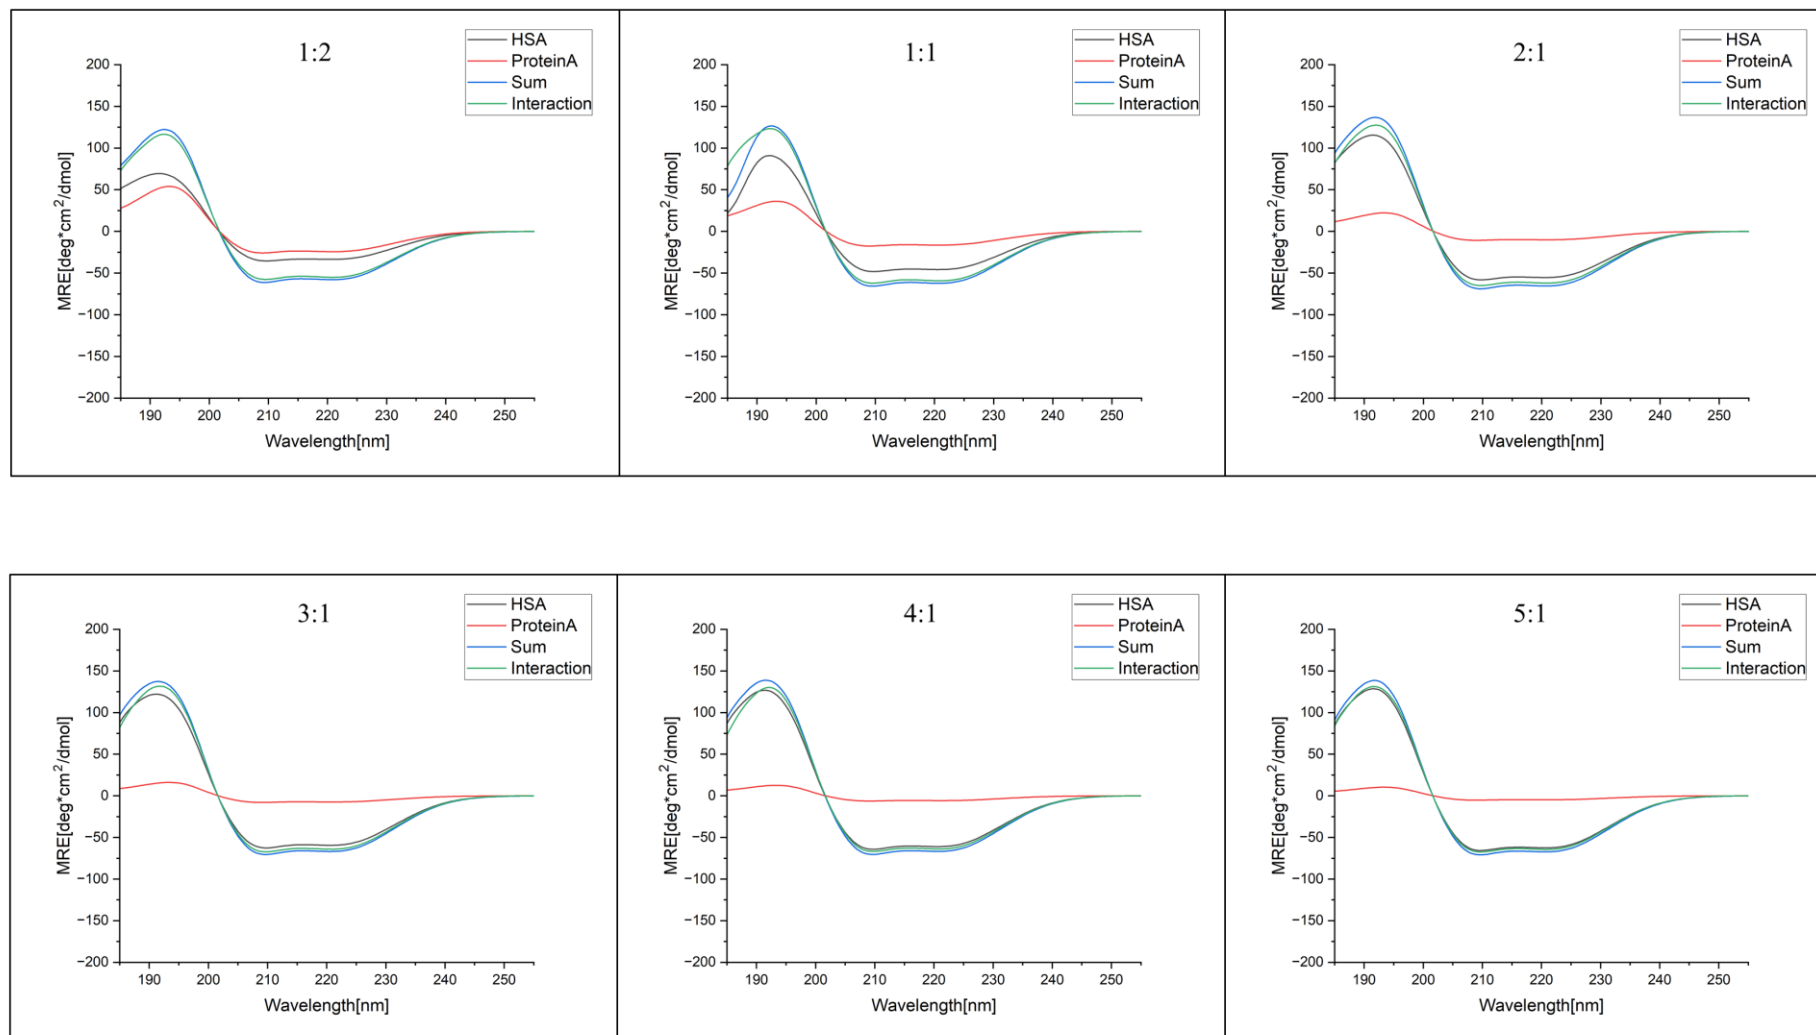 1:2
HSA
ProteinA
Sum
Interaction
200
150
100
50
0
−50
−100
−150
−200
MRE[deg*cm²/dmol]
190 200 210 220 230 240 250
Wavelength[nm]
1:1
HSA
ProteinA
Sum
Interaction
200
150
100
50
0
−50
−100
−150
−200
MRE[deg*cm²/dmol]
190 200 210 220 230 240 250
Wavelength[nm]
2:1
HSA
ProteinA
Sum
Interaction
200
150
100
50
0
−50
−100
−150
−200
MRE[deg*cm²/dmol]
190 200 210 220 230 240 250
Wavelength[nm]
3:1
HSA
ProteinA
Sum
Interaction
200
150
100
50
0
−50
−100
−150
−200
MRE[deg*cm²/dmol]
190 200 210 220 230 240 250
Wavelength[nm]
4:1
HSA
ProteinA
Sum
Interaction
200
150
100
50
0
−50
−100
−150
−200
MRE[deg*cm²/dmol]
190 200 210 220 230 240 250
Wavelength[nm]
5:1
HSA
ProteinA
Sum
Interaction
200
150
100
50
0
−50
−100
−150
−200
MRE[deg*cm²/dmol]
190 200 210 220 230 240 250
Wavelength[nm]